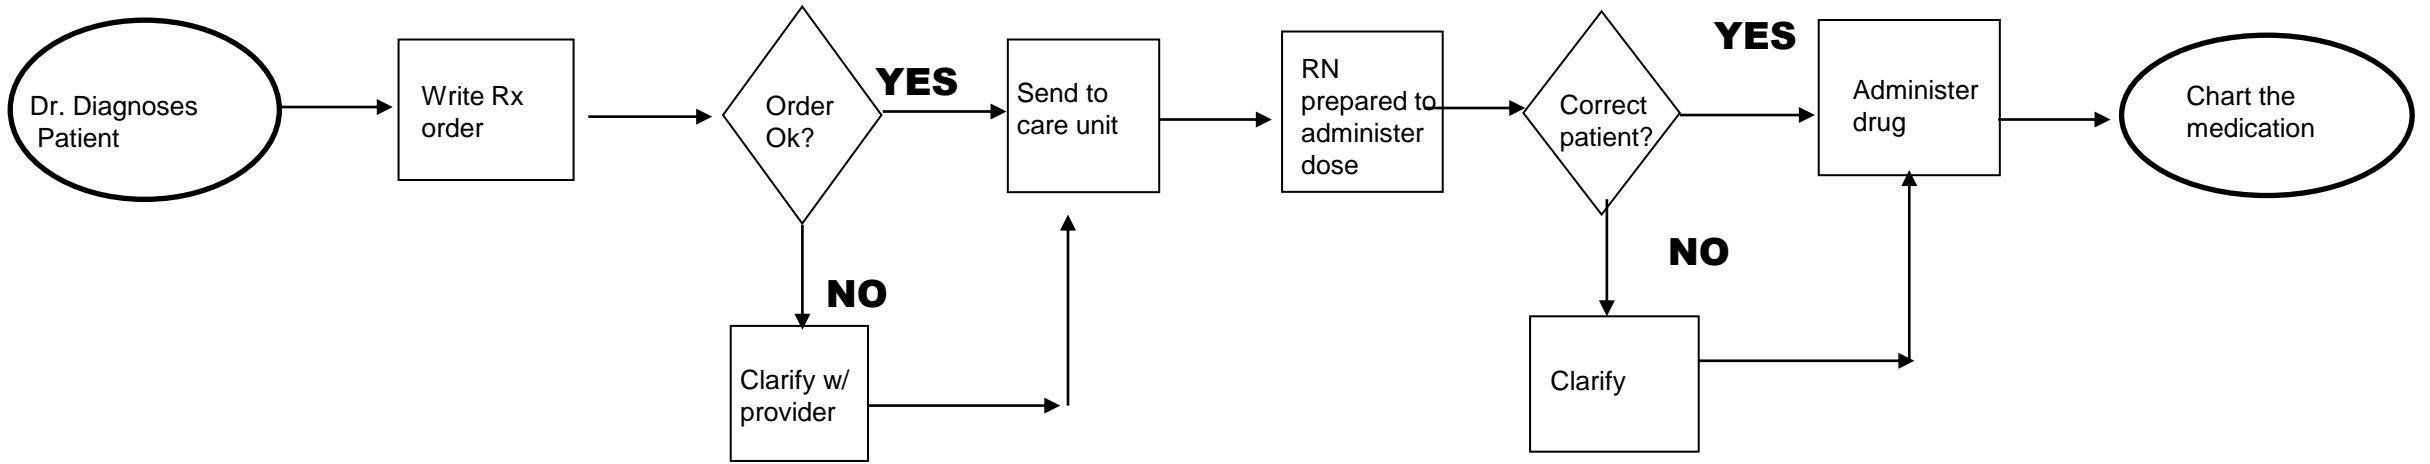 Dr. Diagnoses
Patient
Write Rx
order
Order
Ok?
YES
NO
Clarify w/
provider
Send to
care unit
RN
prepared to
administer
dose
Correct
patient?
YES
NO
Clarify
Administer
drug
Chart the
medication